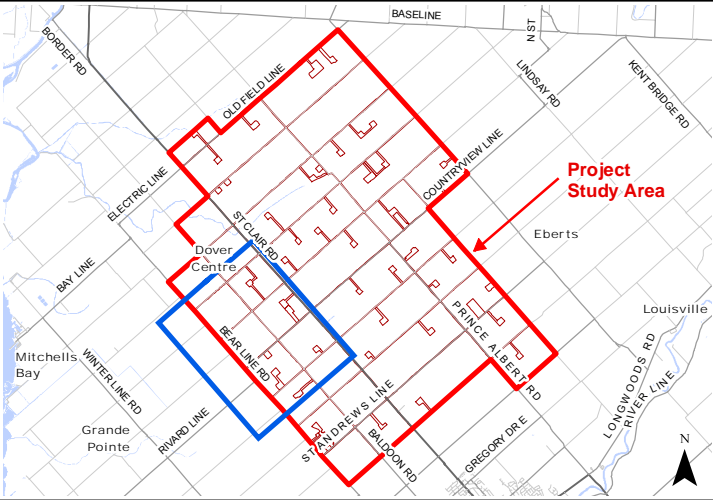 BASELINE
BORDER RD
N ST
OLD FIELD LINE
LINDSAY RD
KENT BRIDGE RD
COUNTRYVIEW LINE
Project
Study Area
ELECTRIC LINE
ST CLAIR RD
Dover
Centre
Eberts
BAY LINE
PRINCE ALBERT RD
Louisville
BEAR LINE RD
Mitchells
Bay
WINTER LINE RD
LONGWOODS RD
RIVER LINE
Grande
Pointe
RIVARD LINE
ST ANDREWS LINE
BALDOON RD
GREGORY DR E
N